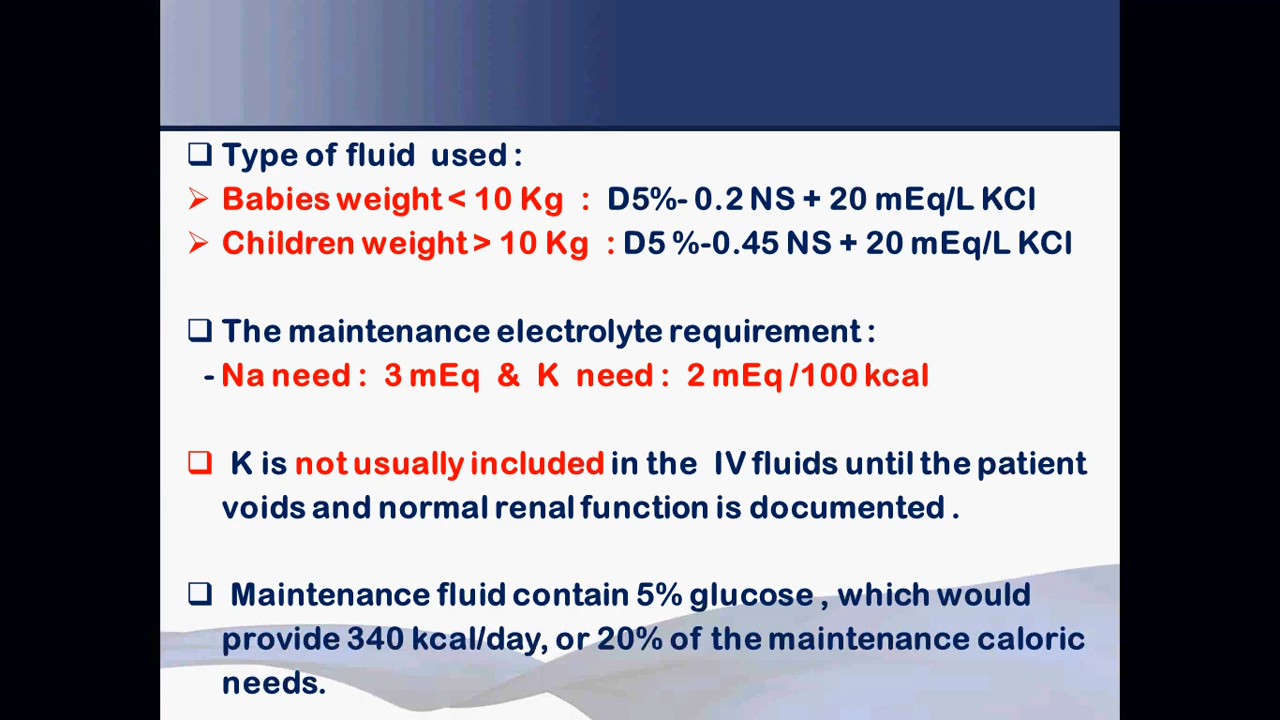 ❑ Type of fluid used :
➢ Babies weight < 10 Kg : D5%- 0.2 NS + 20 mEq/L KCl
➢ Children weight > 10 Kg : D5 %-0.45 NS + 20 mEq/L KCl
❑ The maintenance electrolyte requirement :
- Na need : 3 mEq & K need : 2 mEq /100 kcal
❑ K is not usually included in the IV fluids until the patient
voids and normal renal function is documented .
❑ Maintenance fluid contain 5% glucose , which would
provide 340 kcal/day, or 20% of the maintenance caloric
needs.